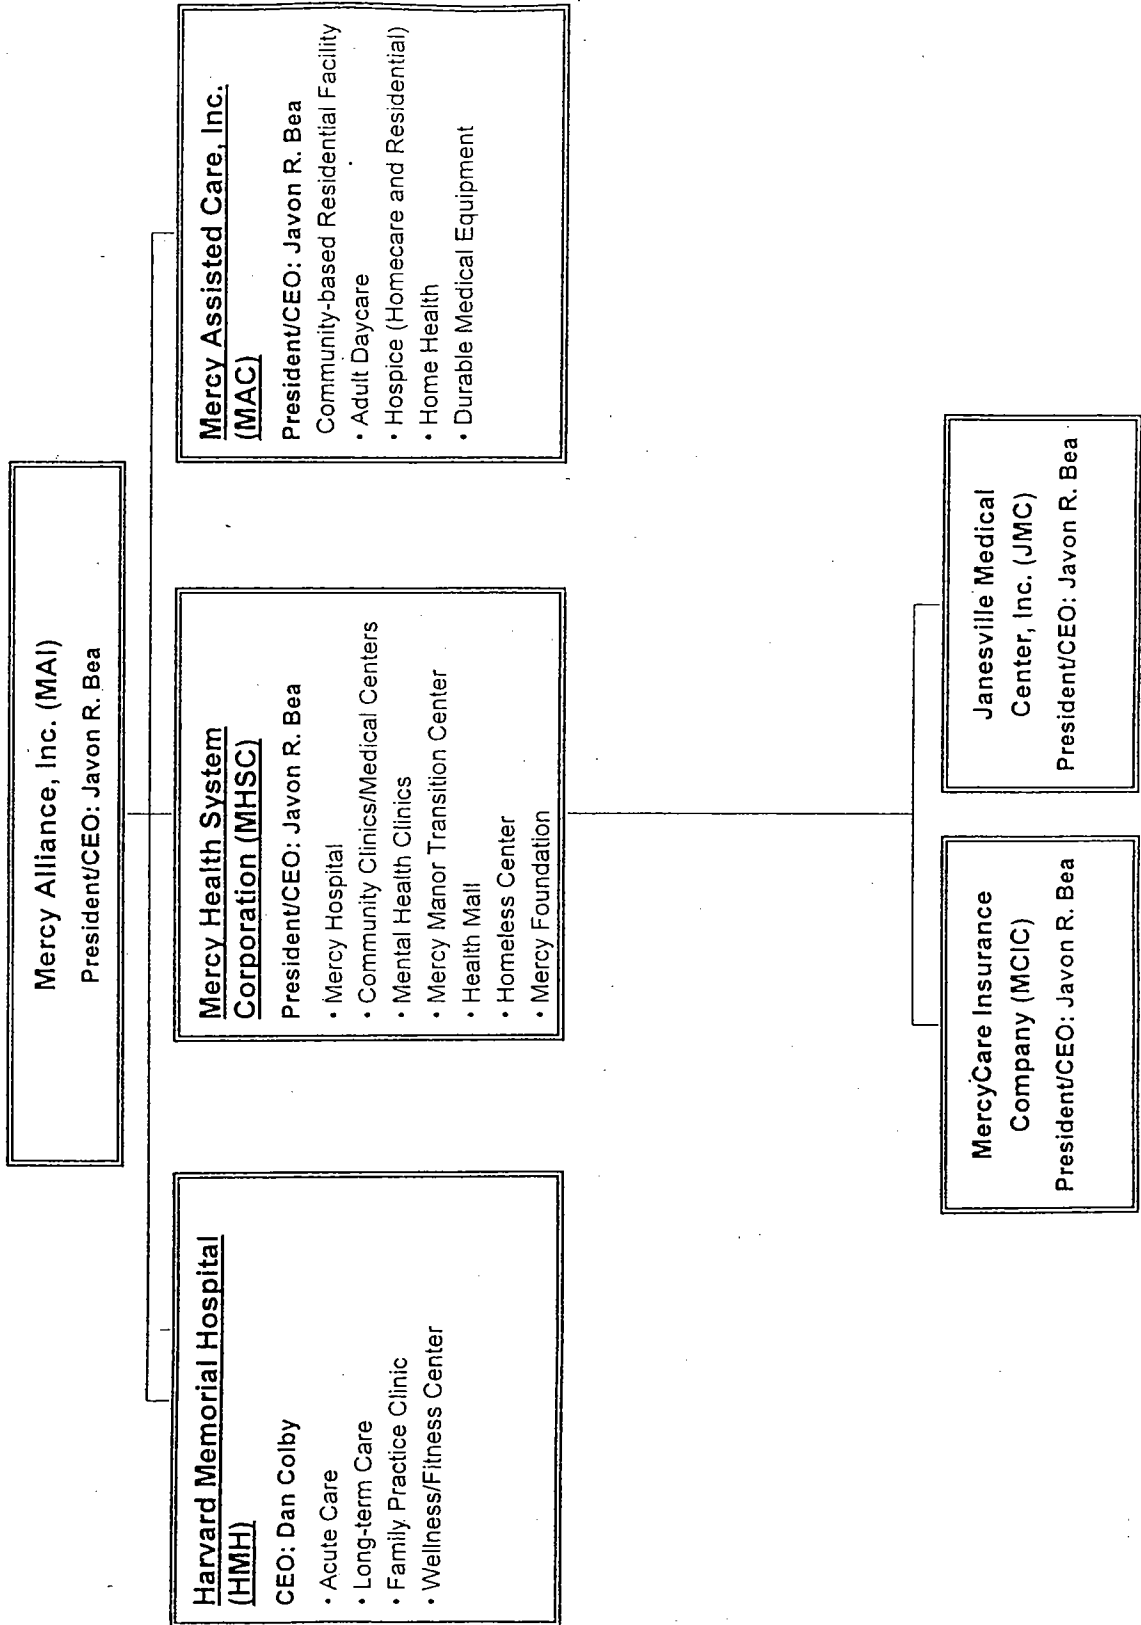 Mercy Alliance, Inc. (MAI)
President/CEO: Javon R. Bea
Harvard Memorial Hospital
(HMH)
CEO: Dan Colby
• Acute Care
• Long-term Care
• Family Practice Clinic
• Wellness/Fitness Center
Mercy Health System
Corporation (MHSC)
President/CEO: Javon R. Bea
• Mercy Hospital
• Community Clinics/Medical Centers
• Mental Health Clinics
• Mercy Manor Transition Center
• Health Mall
• Homeless Center
• Mercy Foundation
Mercy Assisted Care, Inc.
(MAC)
President/CEO: Javon R. Bea
Community-based Residential Facility
• Adult Daycare
• Hospice (Homecare and Residential)
• Home Health
• Durable Medical Equipment
MercyCare Insurance
Company (MCIC)
President/CEO: Javon R. Bea
Janesville Medical
Center, Inc. (JMC)
President/CEO: Javon R. Bea